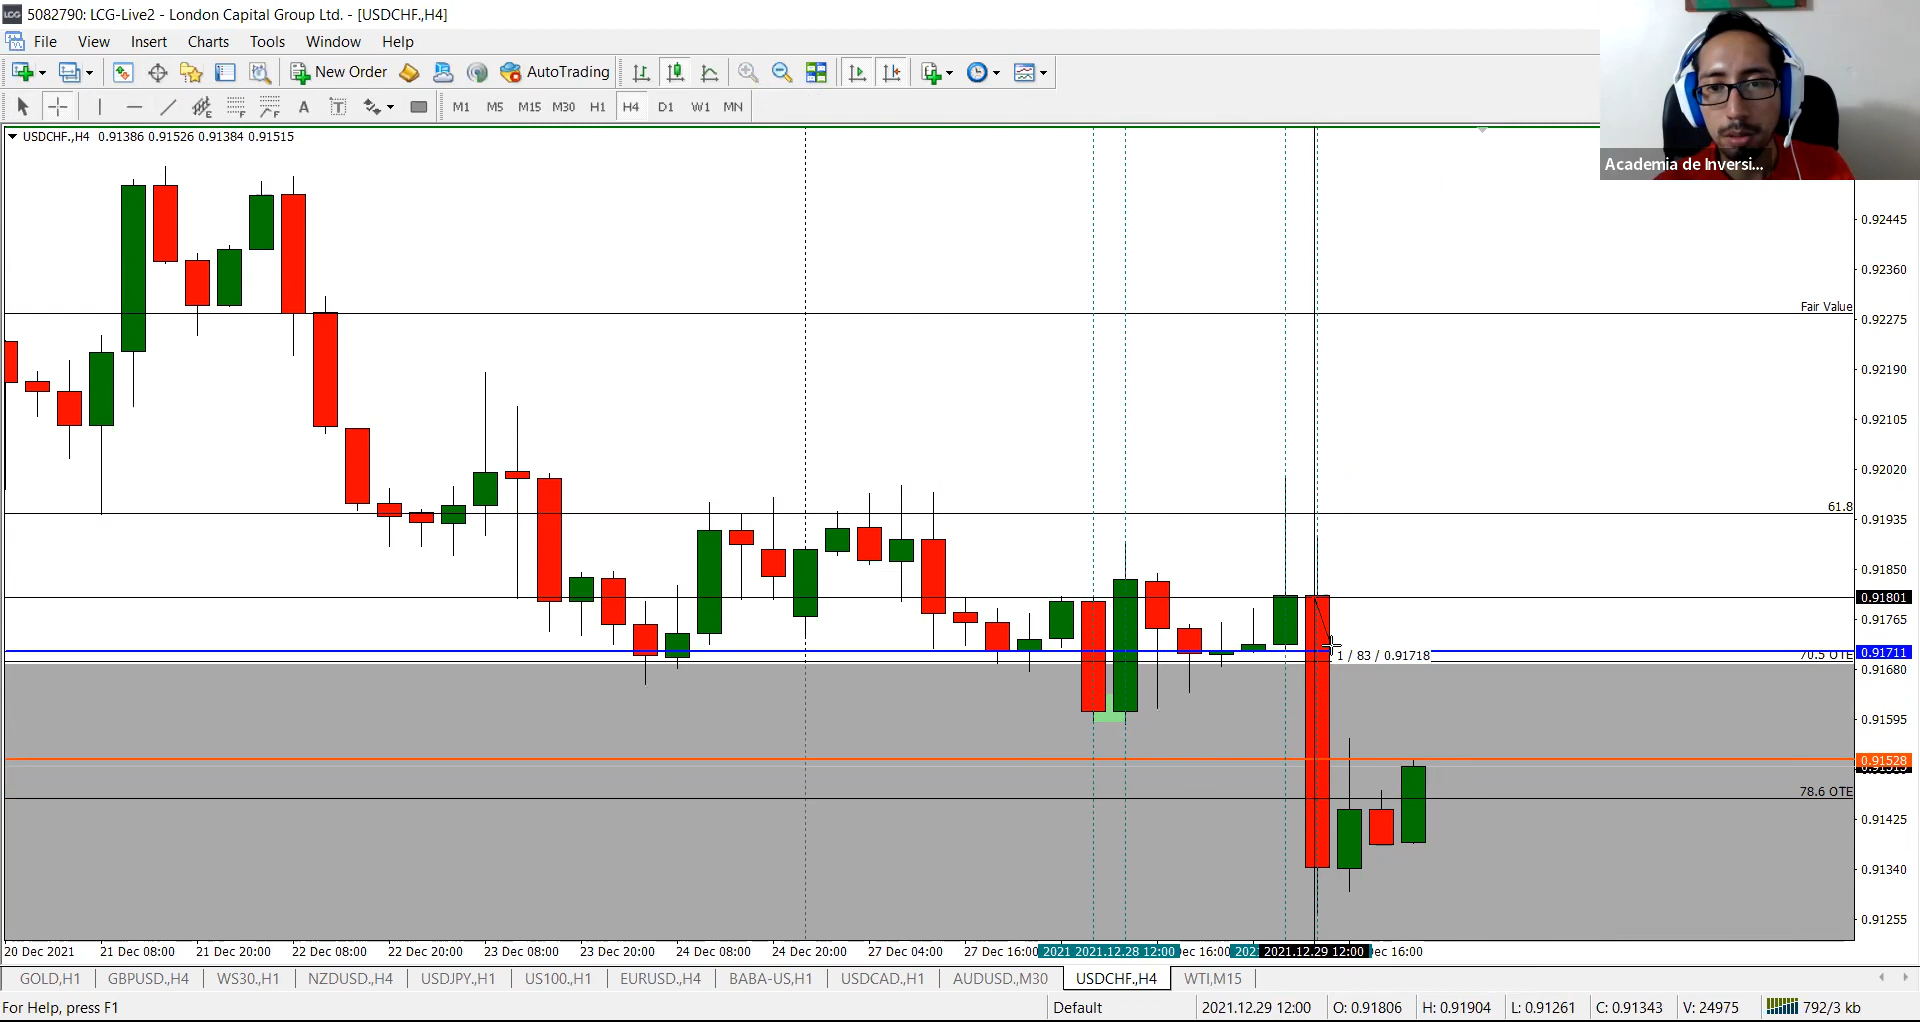 5082790: LCG-Live2 - London Capital Group Ltd. - [USDCHF.,H4]
File View Insert Charts Tools Window Help
New Order AutoTrading
A T M1 M5 M15 M30 H1 H4 D1 W1 MN
USDCHF.,H4 0.91386 0.91526 0.91384 0.91515
Academia de Inversi...
0.92445
0.92360
Fair Value
0.92275
0.92190
0.92105
0.92020
61.8
0.91935
0.91850
0.91801
0.91765
0.91711
1 / 83 / 0.91718
70.5 OTE
0.91680
0.91595
0.91528
78.6 OTE
0.91425
0.91340
0.91255
20 Dec 2021 21 Dec 08:00 21 Dec 20:00 22 Dec 08:00 22 Dec 20:00 23 Dec 08:00 23 Dec 20:00 24 Dec 08:00 24 Dec 20:00 27 Dec 04:00 27 Dec 16:00 2021. 2021.12.28 12:00 ec 16:00 202 2021.12.29 12:00 ec 16:00
GOLD,H1 GBPUSD.,H4 WS30.,H1 NZDUSD.,H4 USDJPY.,H1 US100.,H1 EURUSD.,H4 BABA-US,H1 USDCAD.,H1 AUDUSD.,M30 USDCHF.,H4 WTI,M15
For Help, press F1 Default 2021.12.29 12:00 O: 0.91806 H: 0.91904 L: 0.91261 C: 0.91343 V: 24975 792/3 kb